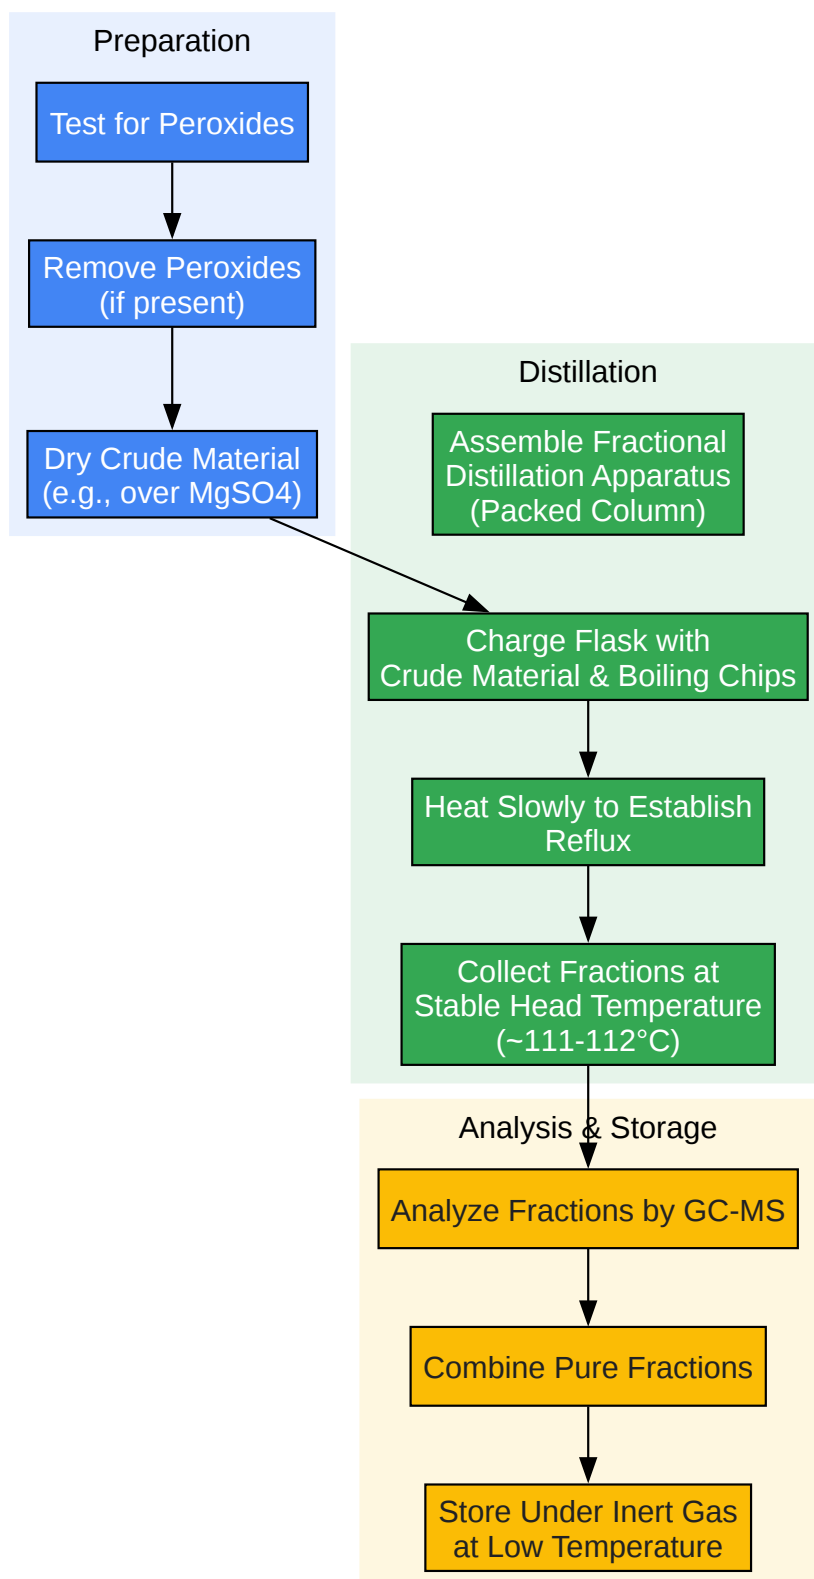 Preparation
Test for Peroxides
Remove Peroxides
(if present)
Dry Crude Material
(e.g., over MgSO4)
Distillation
Assemble Fractional
Distillation Apparatus
(Packed Column)
Charge Flask with
Crude Material & Boiling Chips
Heat Slowly to Establish
Reflux
Collect Fractions at
Stable Head Temperature
(~111-112°C)
Analysis & Storage
Analyze Fractions by GC-MS
Combine Pure Fractions
Store Under Inert Gas
at Low Temperature